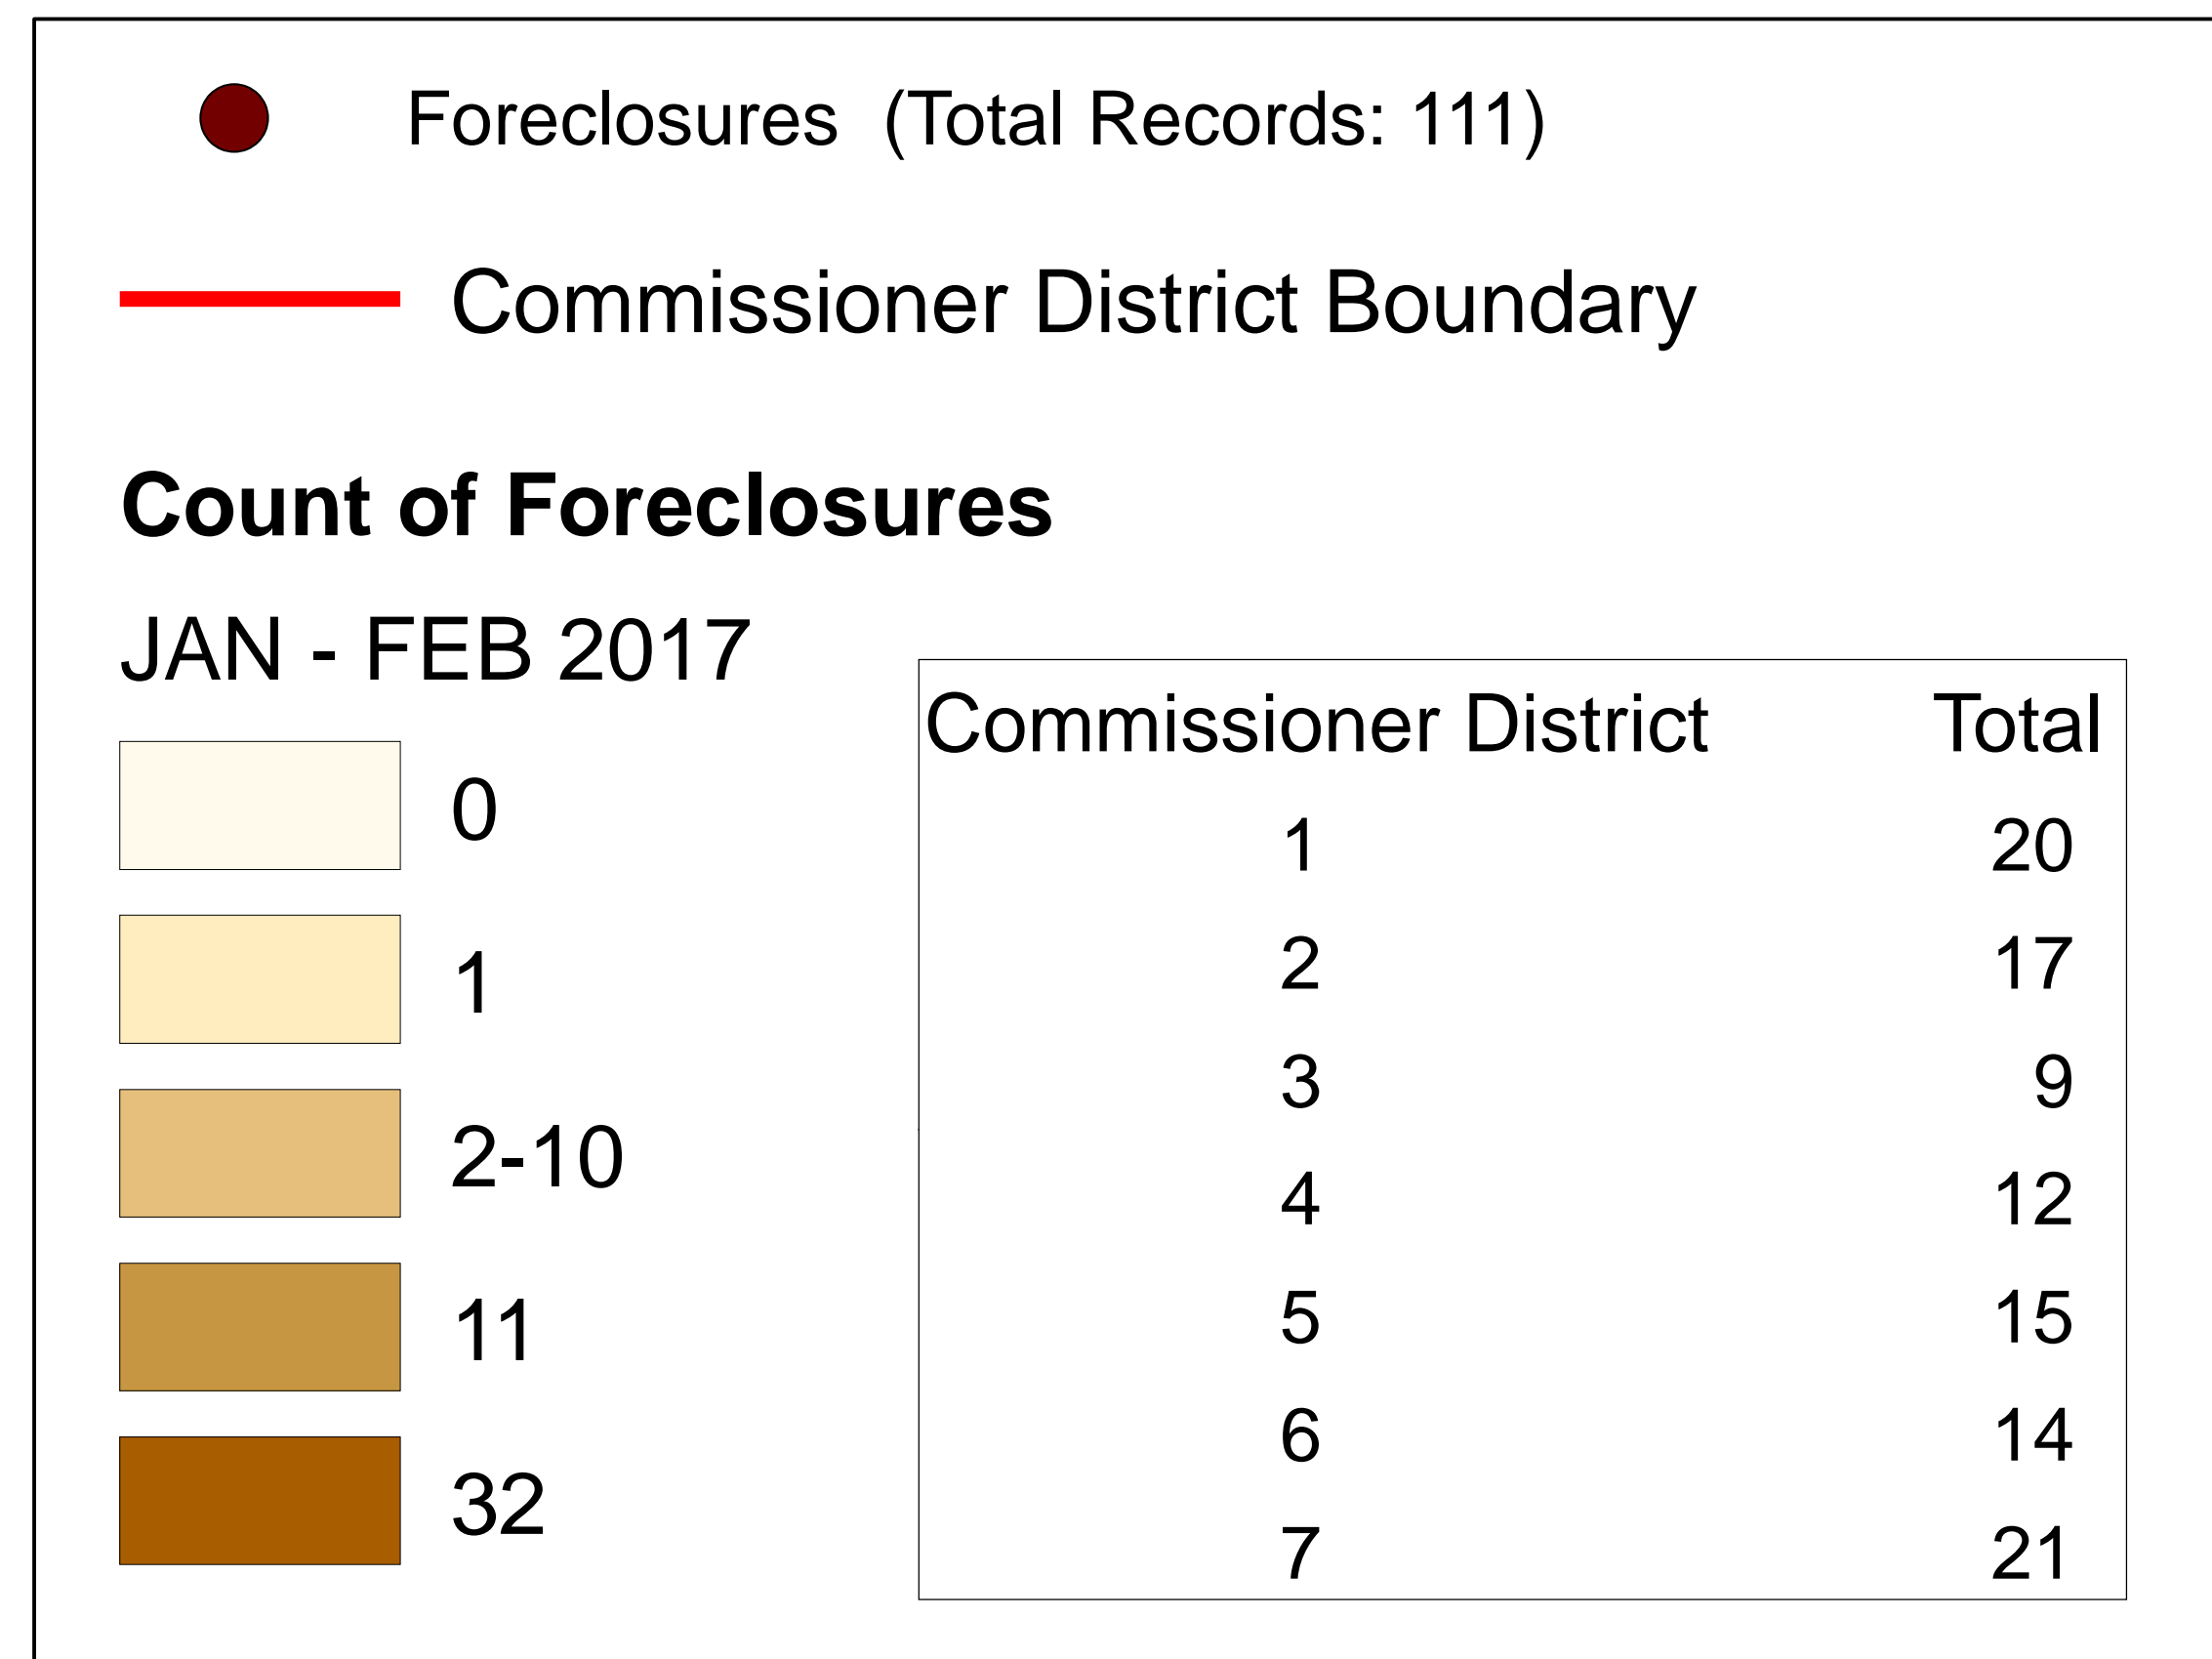 Foreclosures (Total Records: 111)
Commissioner District Boundary
Count of Foreclosures
JAN - FEB 2017
0
1
2-10
11
32
Commissioner District Total
1 20
2 17
3 9
4 12
5 15
6 14
7 21